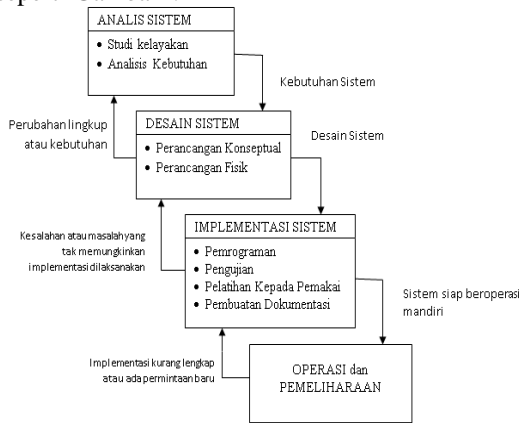 ANALIS SISTEM
• Studi kelayakan
• Analisis Kebutuhan
Kebutuhan Sistem
Perubahan lingkup
atau kebutuhan
DESAIN SISTEM
• Perancangan Konseptual
• Perancangan Fisik
Desain Sistem
Kesalahan atau masalah yang
tak memungkinkan
implementasi dilaksanakan
IMPLEMENTASI SISTEM
• Pemrograman
• Pengujian
• Pelatihan Kepada Pemakai
• Pembuatan Dokumentasi
Sistem siap beroperasi
mandiri
Implementasi kurang lengkap
atau ada permintaan baru
OPERASI dan
PEMELIHARAAN